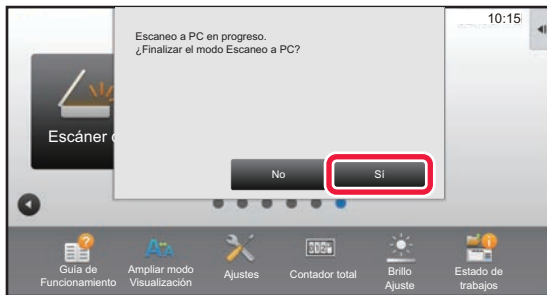 10:15
Escaneo a PC en progreso.
¿Finalizar el modo Escaneo a PC?
Escáner
No
Sí
Guía de
Funcionamiento
Ampliar modo
Visualización
Ajustes
Contador total
Brillo
Ajuste
Estado de
trabajos